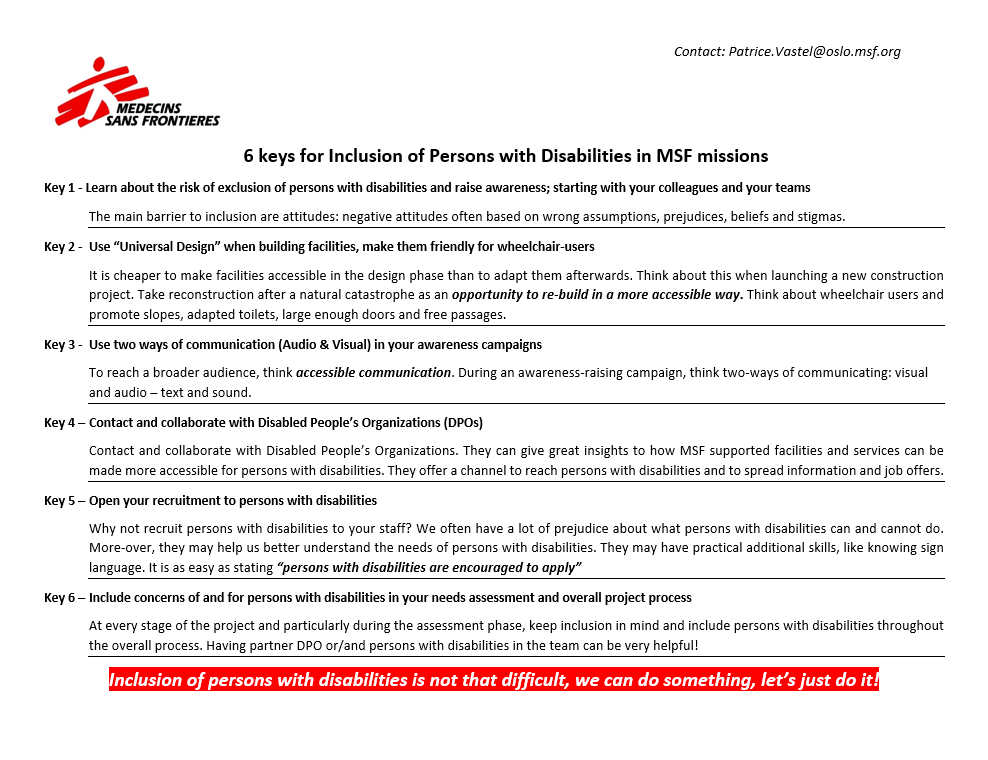 Contact: Patrice.Vastel@oslo.msf.org
MEDECINS
SANS FRONTIERES
6 keys for Inclusion of Persons with Disabilities in MSF missions
Key 1 - Learn about the risk of exclusion of persons with disabilities and raise awareness; starting with your colleagues and your teams
The main barrier to inclusion are attitudes: negative attitudes often based on wrong assumptions, prejudices, beliefs and stigmas.
Key 2 - Use “Universal Design” when building facilities, make them friendly for wheelchair-users
It is cheaper to make facilities accessible in the design phase than to adapt them afterwards. Think about this when launching a new construction
project. Take reconstruction after a natural catastrophe as an opportunity to re-build in a more accessible way. Think about wheelchair users and
promote slopes, adapted toilets, large enough doors and free passages.
Key 3 - Use two ways of communication (Audio & Visual) in your awareness campaigns
To reach a broader audience, think accessible communication. During an awareness-raising campaign, think two-ways of communicating: visual
and audio – text and sound.
Key 4 – Contact and collaborate with Disabled People’s Organizations (DPOs)
Contact and collaborate with Disabled People’s Organizations. They can give great insights to how MSF supported facilities and services can be
made more accessible for persons with disabilities. They offer a channel to reach persons with disabilities and to spread information and job offers.
Key 5 – Open your recruitment to persons with disabilities
Why not recruit persons with disabilities to your staff? We often have a lot of prejudice about what persons with disabilities can and cannot do.
More-over, they may help us better understand the needs of persons with disabilities. They may have practical additional skills, like knowing sign
language. It is as easy as stating “persons with disabilities are encouraged to apply”
Key 6 – Include concerns of and for persons with disabilities in your needs assessment and overall project process
At every stage of the project and particularly during the assessment phase, keep inclusion in mind and include persons with disabilities throughout
the overall process. Having partner DPO or/and persons with disabilities in the team can be very helpful!
Inclusion of persons with disabilities is not that difficult, we can do something, let’s just do it!